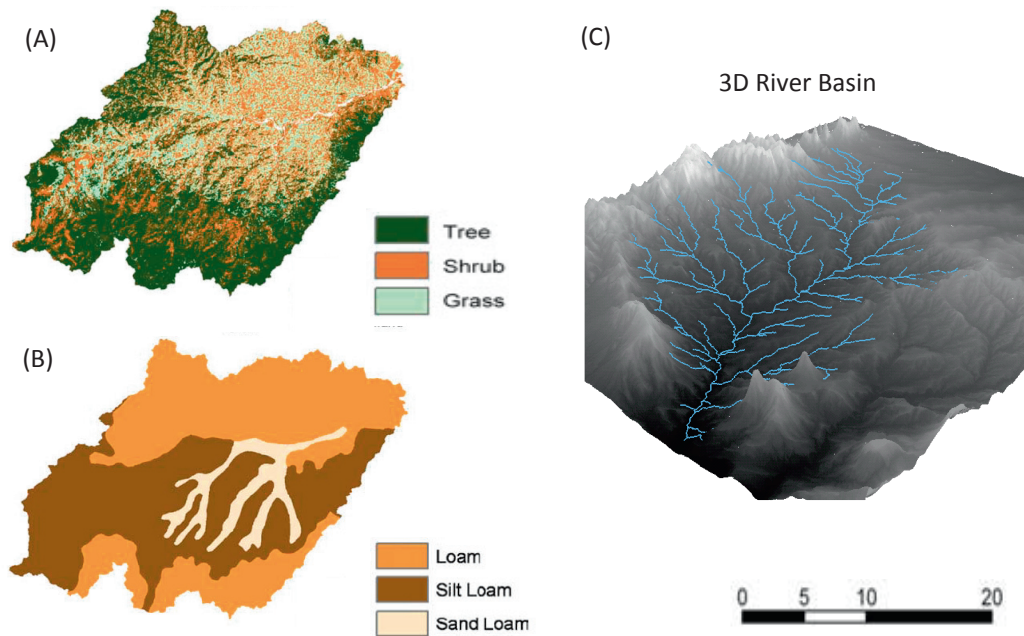 (A)
Tree
Shrub
Grass
(B)
Loam
Silt Loam
Sand Loam
(C)
3D River Basin
0 5 10 20